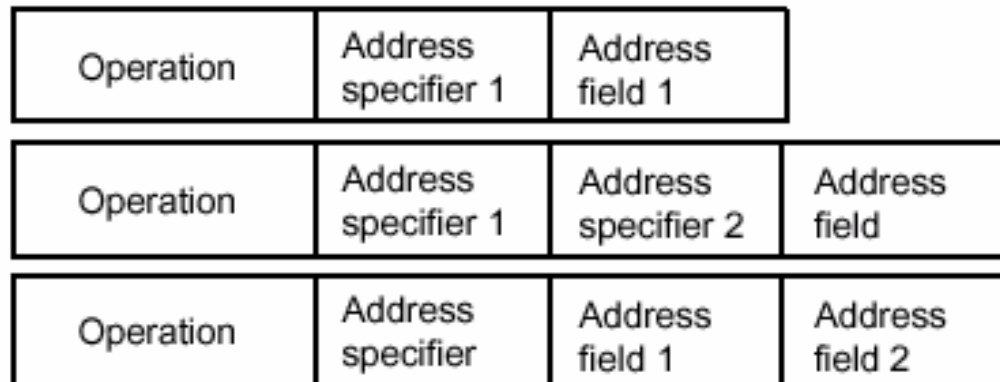 Operation
Address
specifier 1
Address
field 1
Operation
Address
specifier 1
Address
specifier 2
Address
field
Operation
Address
specifier
Address
field 1
Address
field 2